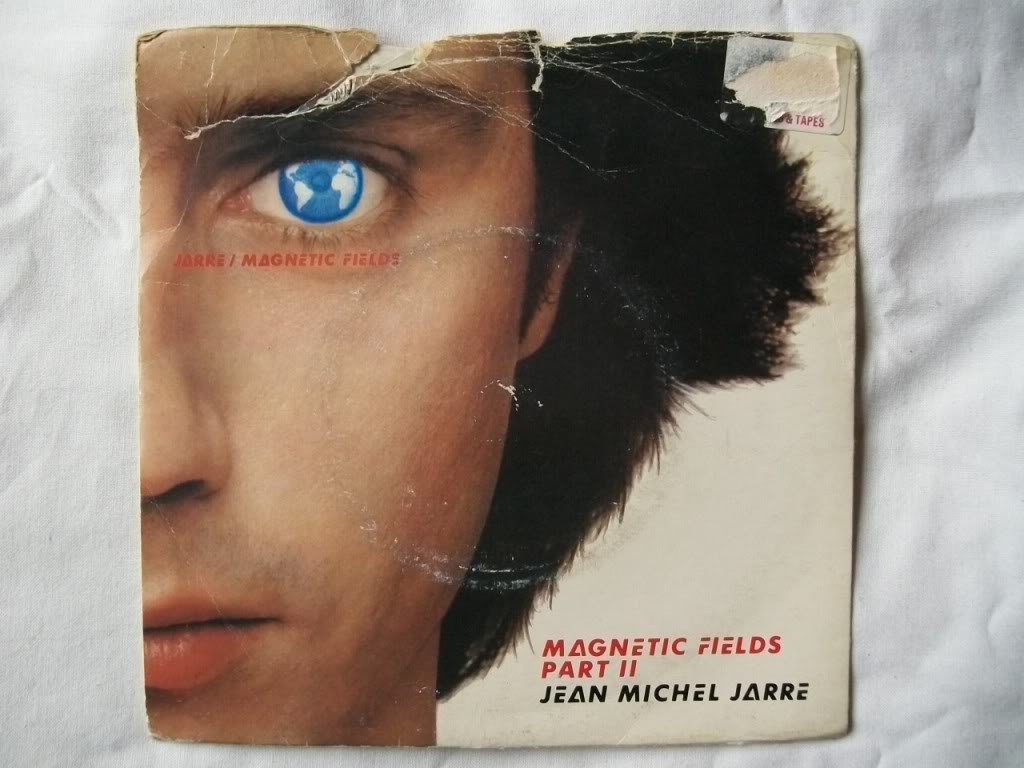 & TAPES
JARRE / MAGNETIC FIELDS
MAGNETIC FIELDS
PART II
JEAN MICHEL JARRE